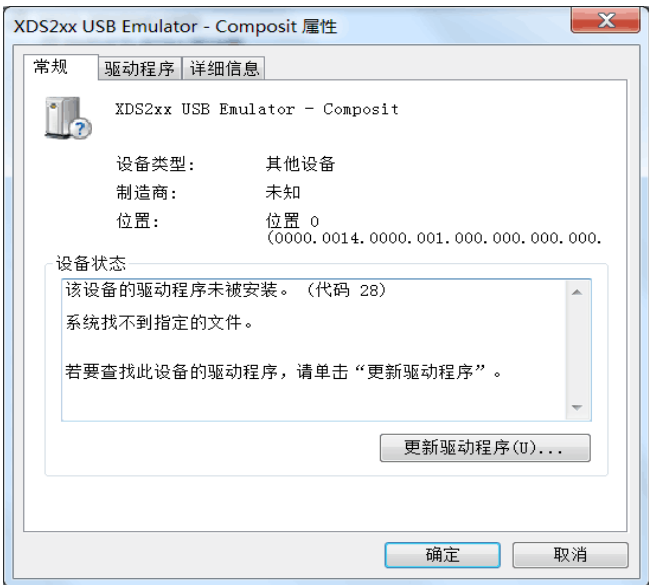 XDS2xx USB Emulator - Composit 属性
常规 驱动程序 详细信息
XDS2xx USB Emulator - Composit
设备类型: 其他设备
制造商: 未知
位置: 位置 0
(0000.0014.0000.001.000.000.000.000.
设备状态
该设备的驱动程序未被安装。 (代码 28)
系统找不到指定的文件。
若要查找此设备的驱动程序，请单击“更新驱动程序”。
更新驱动程序(U)...
确定 取消